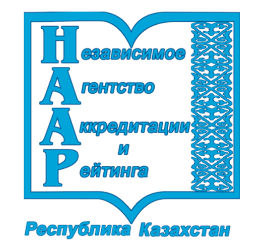 Независимое
Агентство
Аккредитации
и
Рейтинга
Республика Казахстан